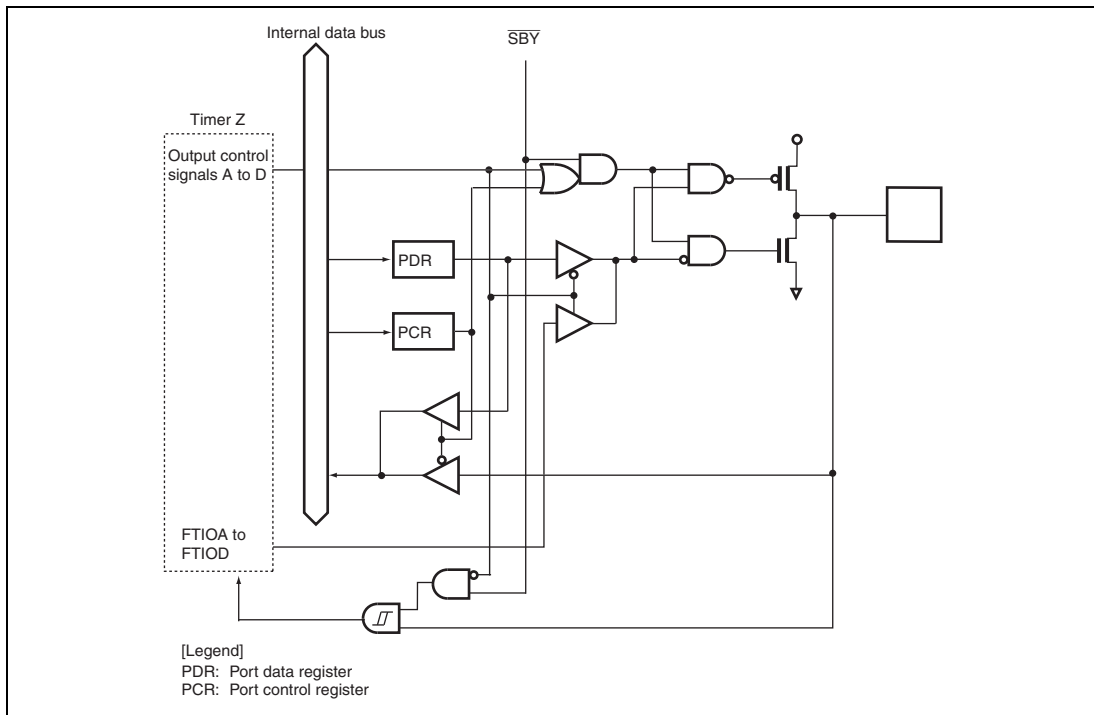 Internal data bus
SBY
Timer Z
Output control
signals A to D
PDR
PCR
FTIOA to
FTIOD
[Legend]
PDR: Port data register
PCR: Port control register